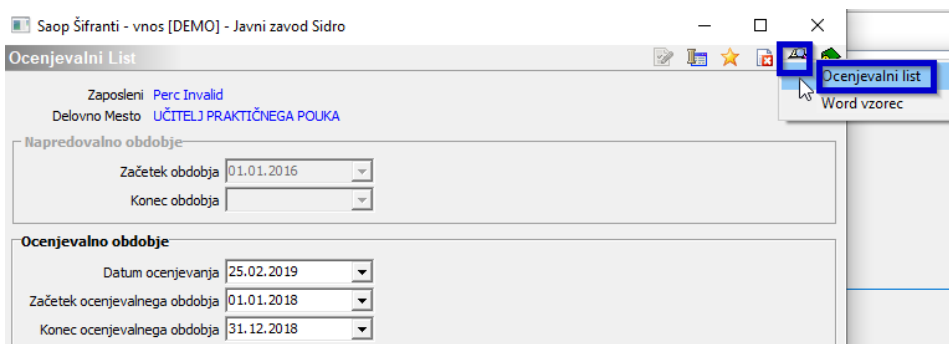 Saop Šifranti - vnos [DEMO] - Javni zavod Sidro
Ocenjevalni List
Ocenjevalni list
Word vzorec
Zaposleni Perc Invalid
Delovno Mesto UČITELJ PRAKTIČNEGA POUKA
Napredovalno obdobje
Začetek obdobja 01.01.2016
Konec obdobja
Ocenjevalno obdobje
Datum ocenjevanja 25.02.2019
Začetek ocenjevalnega obdobja 01.01.2018
Konec ocenjevalnega obdobja 31.12.2018